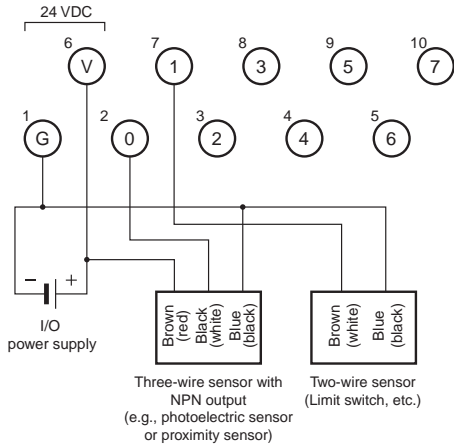 24 VDC
6 7 8 9 10
V 1 3 5 7
1 2 3 4 5
G 0 2 4 6
− +
I/O
power supply
Brown
(red)
Black
(white)
Blue
(black)
Brown
(white)
Blue
(black)
Three-wire sensor with
NPN output
(e.g., photoelectric sensor
or proximity sensor)
Two-wire sensor
(Limit switch, etc.)